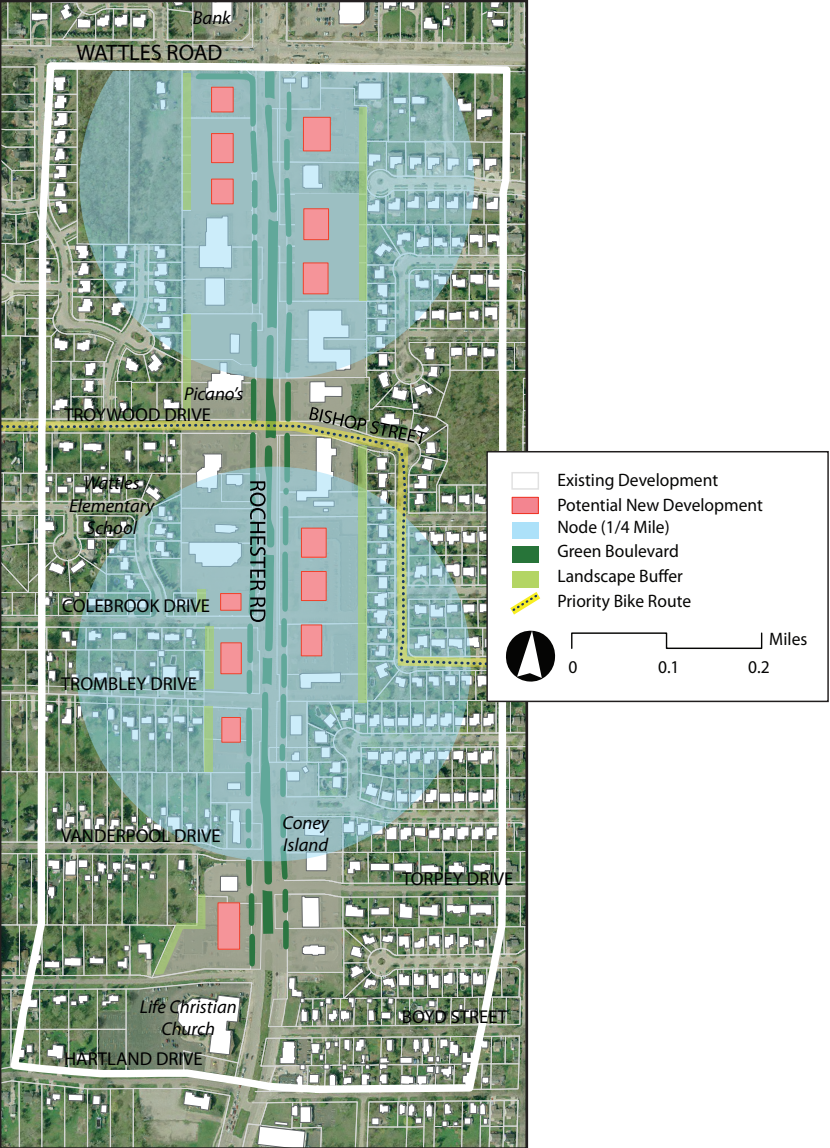 Bank
WATTLES ROAD
Picano's
TROYWOOD DRIVE
BISHOP STREET
Wattles
Elementary
School
ROCHESTER RD
COLEBROOK DRIVE
TROMBLEY DRIVE
VANDERPOOL DRIVE
Coney
Island
TORPEY DRIVE
Life Christian
Church
BOYD STREET
HARTLAND DRIVE
Existing Development
Potential New Development
Node (1/4 Mile)
Green Boulevard
Landscape Buffer
Priority Bike Route
Miles
0 0.1 0.2